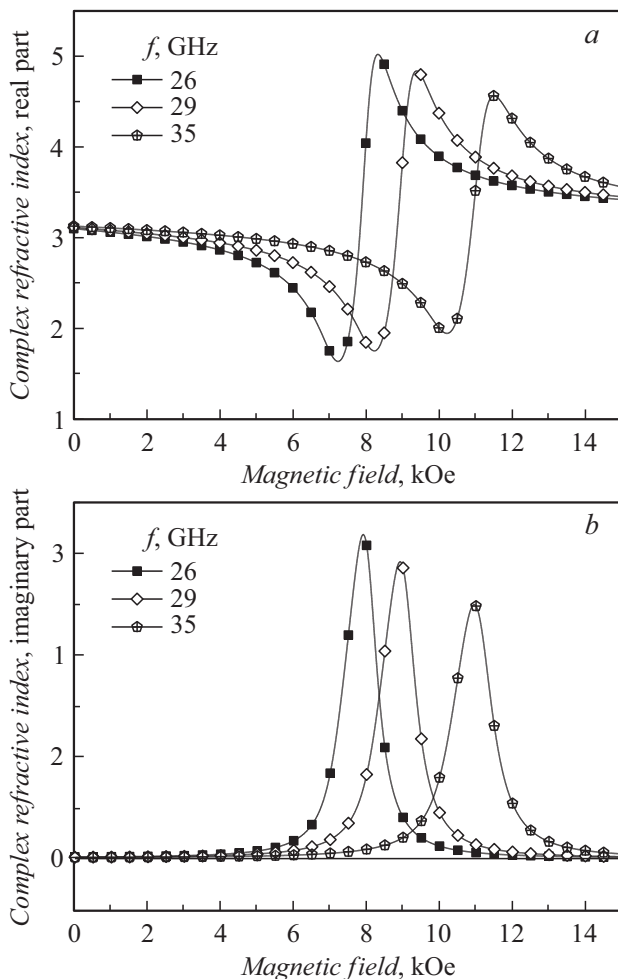 a
f, GHz
26
29
35
5
4
3
2
1
Complex refractive index, real part
0 2 4 6 8 10 12 14
Magnetic field, kOe
b
f, GHz
26
29
35
3
1
2
0
Complex refractive index, imaginary part
0 2 4 6 8 10 12 14
Magnetic field, kOe